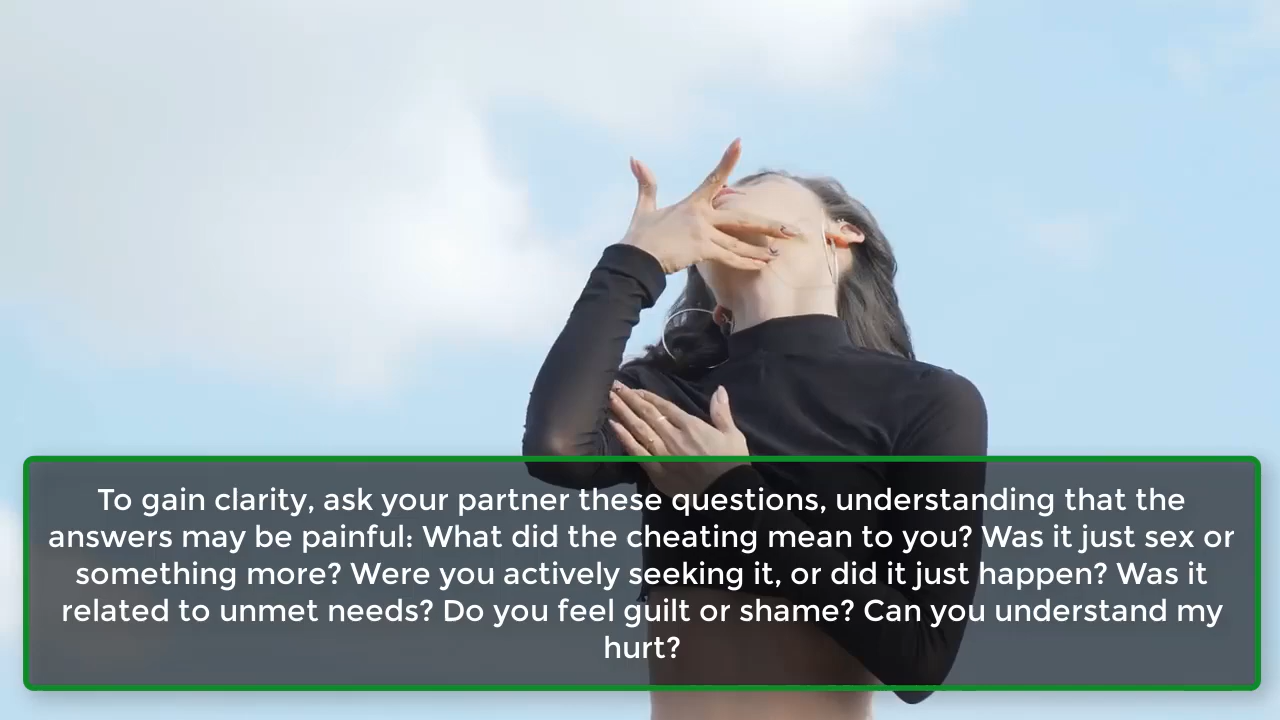 To gain clarity, ask your partner these questions, understanding that the
answers may be painful: What did the cheating mean to you? Was it just sex or
something more? Were you actively seeking it, or did it just happen? Was it
related to unmet needs? Do you feel guilt or shame? Can you understand my
hurt?